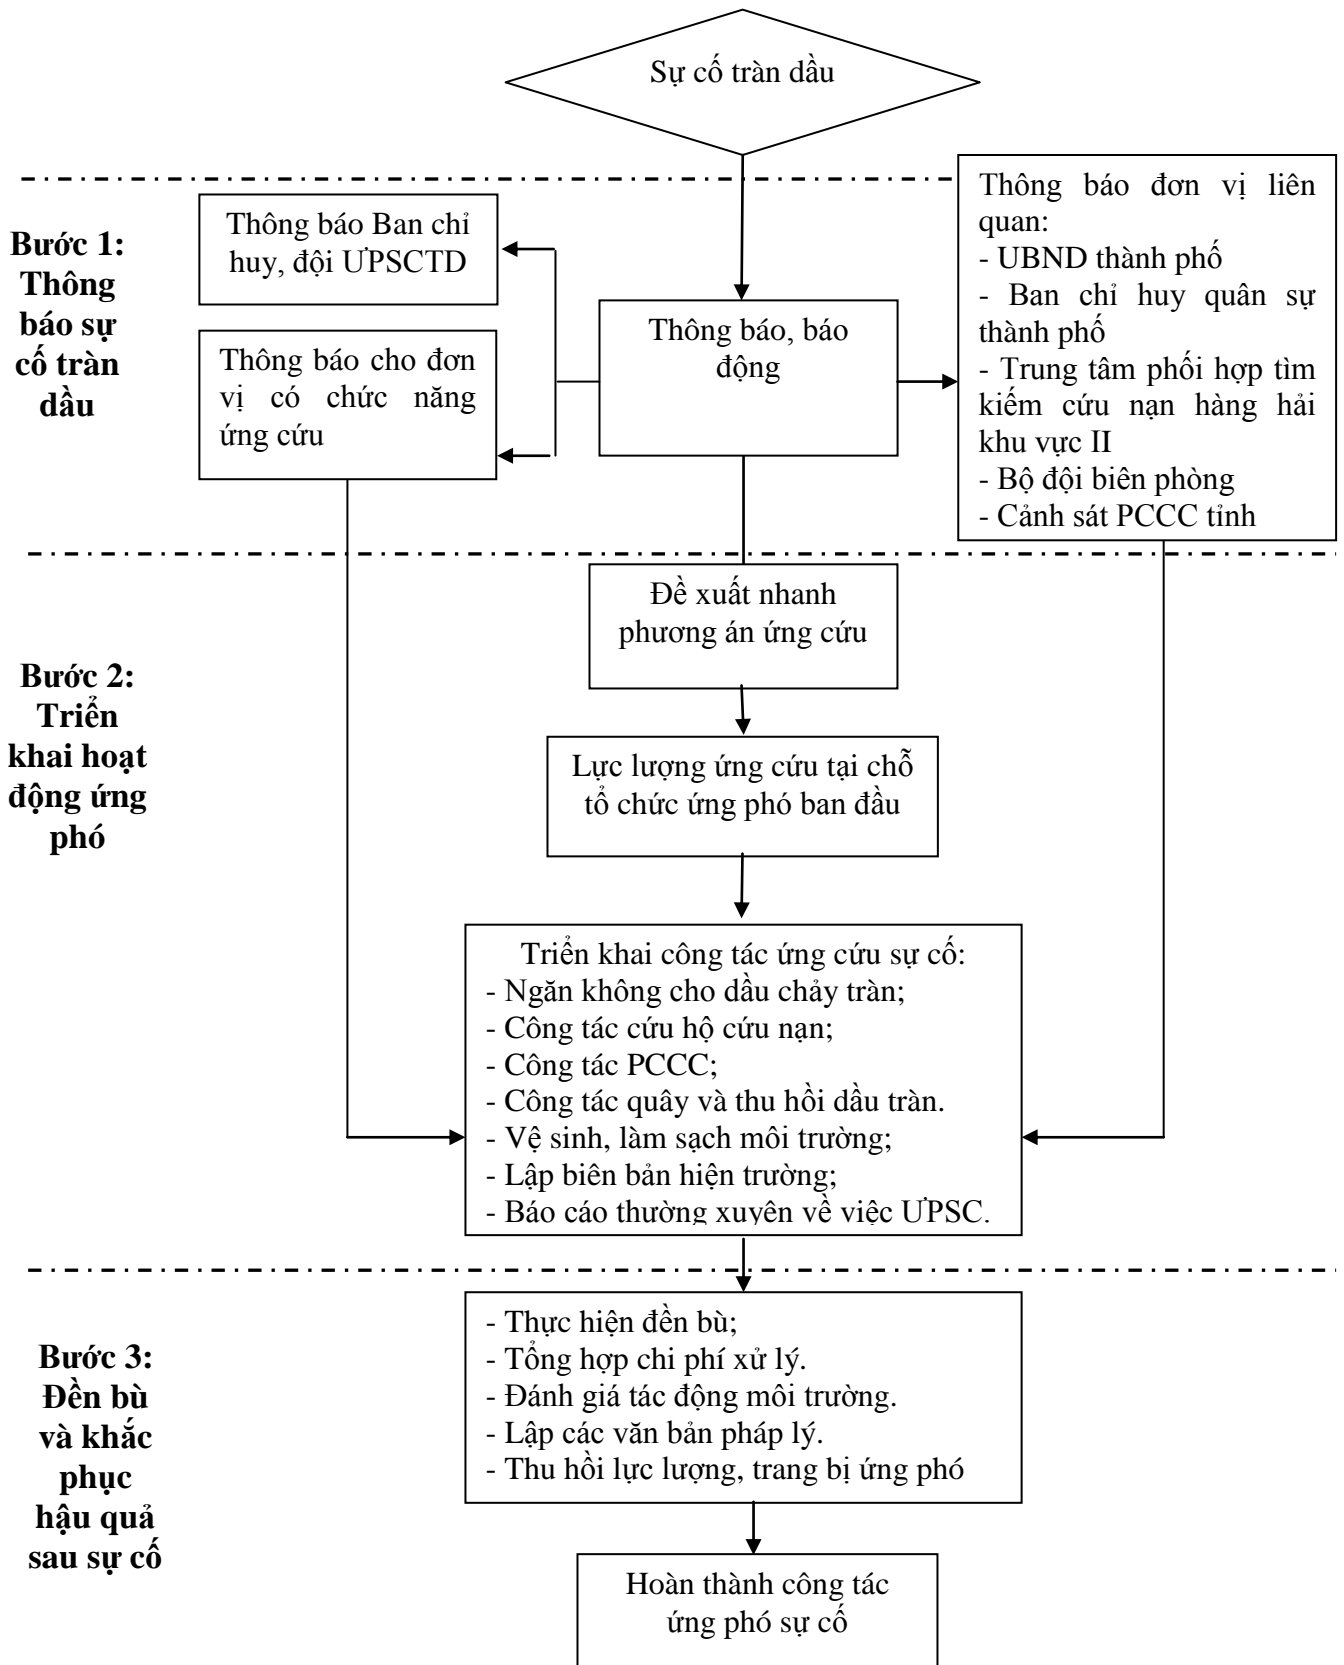 Sự cố tràn dầu
Bước 1:
Thông
báo sự
cố tràn
dầu
Thông báo Ban chỉ
huy, đội ƯPSCTD
Thông báo cho đơn
vị có chức năng
ứng cứu
Thông báo, báo
động
Thông báo đơn vị liên
quan:
- UBND thành phố
- Ban chỉ huy quân sự
thành phố
- Trung tâm phối hợp tìm
kiếm cứu nạn hàng hải
khu vực II
- Bộ đội biên phòng
- Cảnh sát PCCC tỉnh
Bước 2:
Triển
khai hoạt
động ứng
phó
Đề xuất nhanh
phương án ứng cứu
Lực lượng ứng cứu tại chỗ
tổ chức ứng phó ban đầu
Triển khai công tác ứng cứu sự cố:
- Ngăn không cho dầu chảy tràn;
- Công tác cứu hộ cứu nạn;
- Công tác PCCC;
- Công tác quây và thu hồi dầu tràn.
- Vệ sinh, làm sạch môi trường;
- Lập biên bản hiện trường;
- Báo cáo thường xuyên về việc ƯPSC.
Bước 3:
Đền bù
và khắc
phục
hậu quả
sau sự cố
- Thực hiện đền bù;
- Tổng hợp chi phí xử lý.
- Đánh giá tác động môi trường.
- Lập các văn bản pháp lý.
- Thu hồi lực lượng, trang bị ứng phó
Hoàn thành công tác
ứng phó sự cố